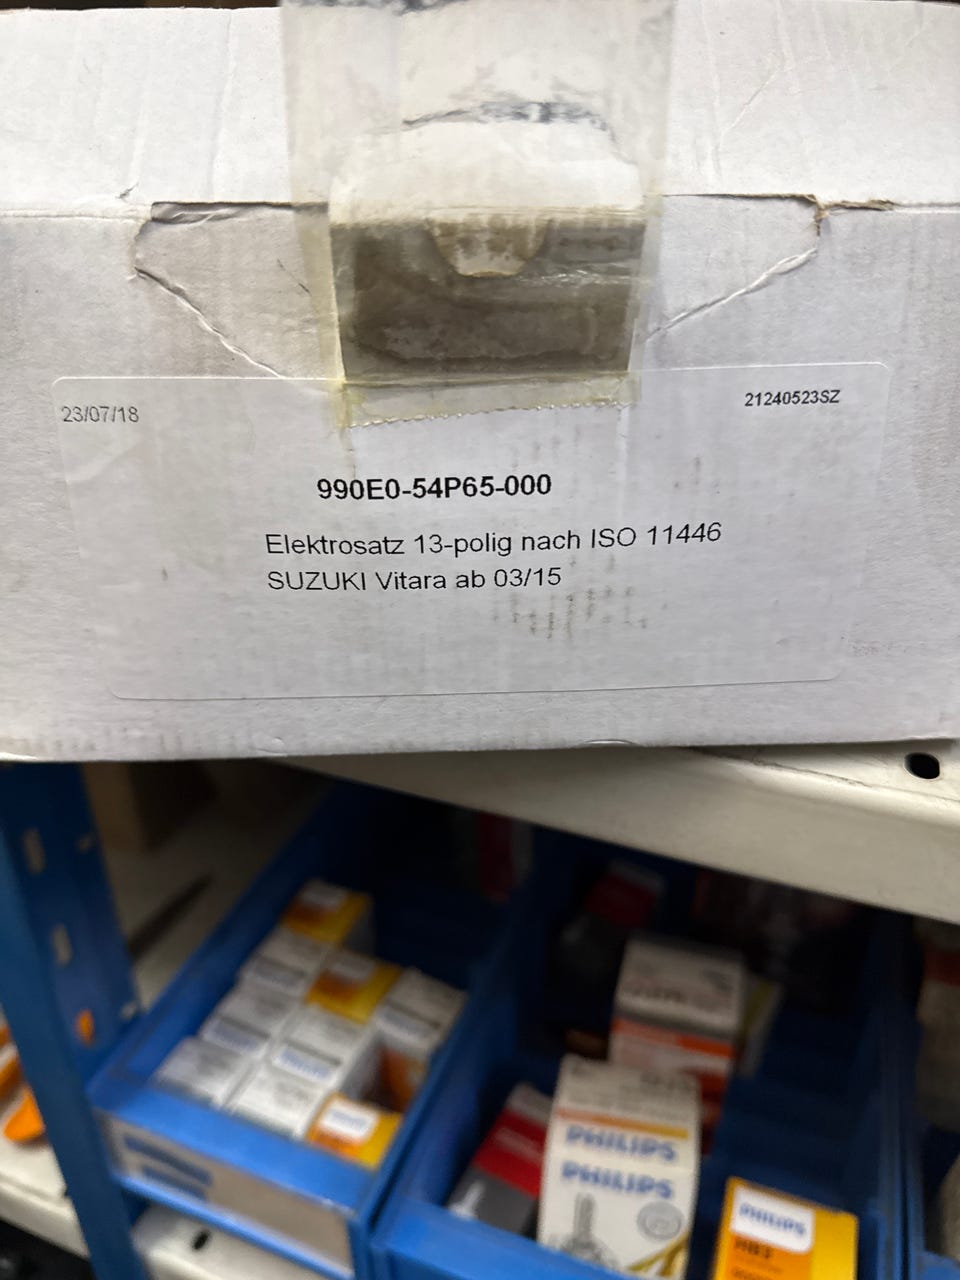 23/07/18
21240523SZ
990E0-54P65-000
Elektrosatz 13-polig nach ISO 11446
SUZUKI Vitara ab 03/15
PHILIPS
PHILIPS
PHILIPS